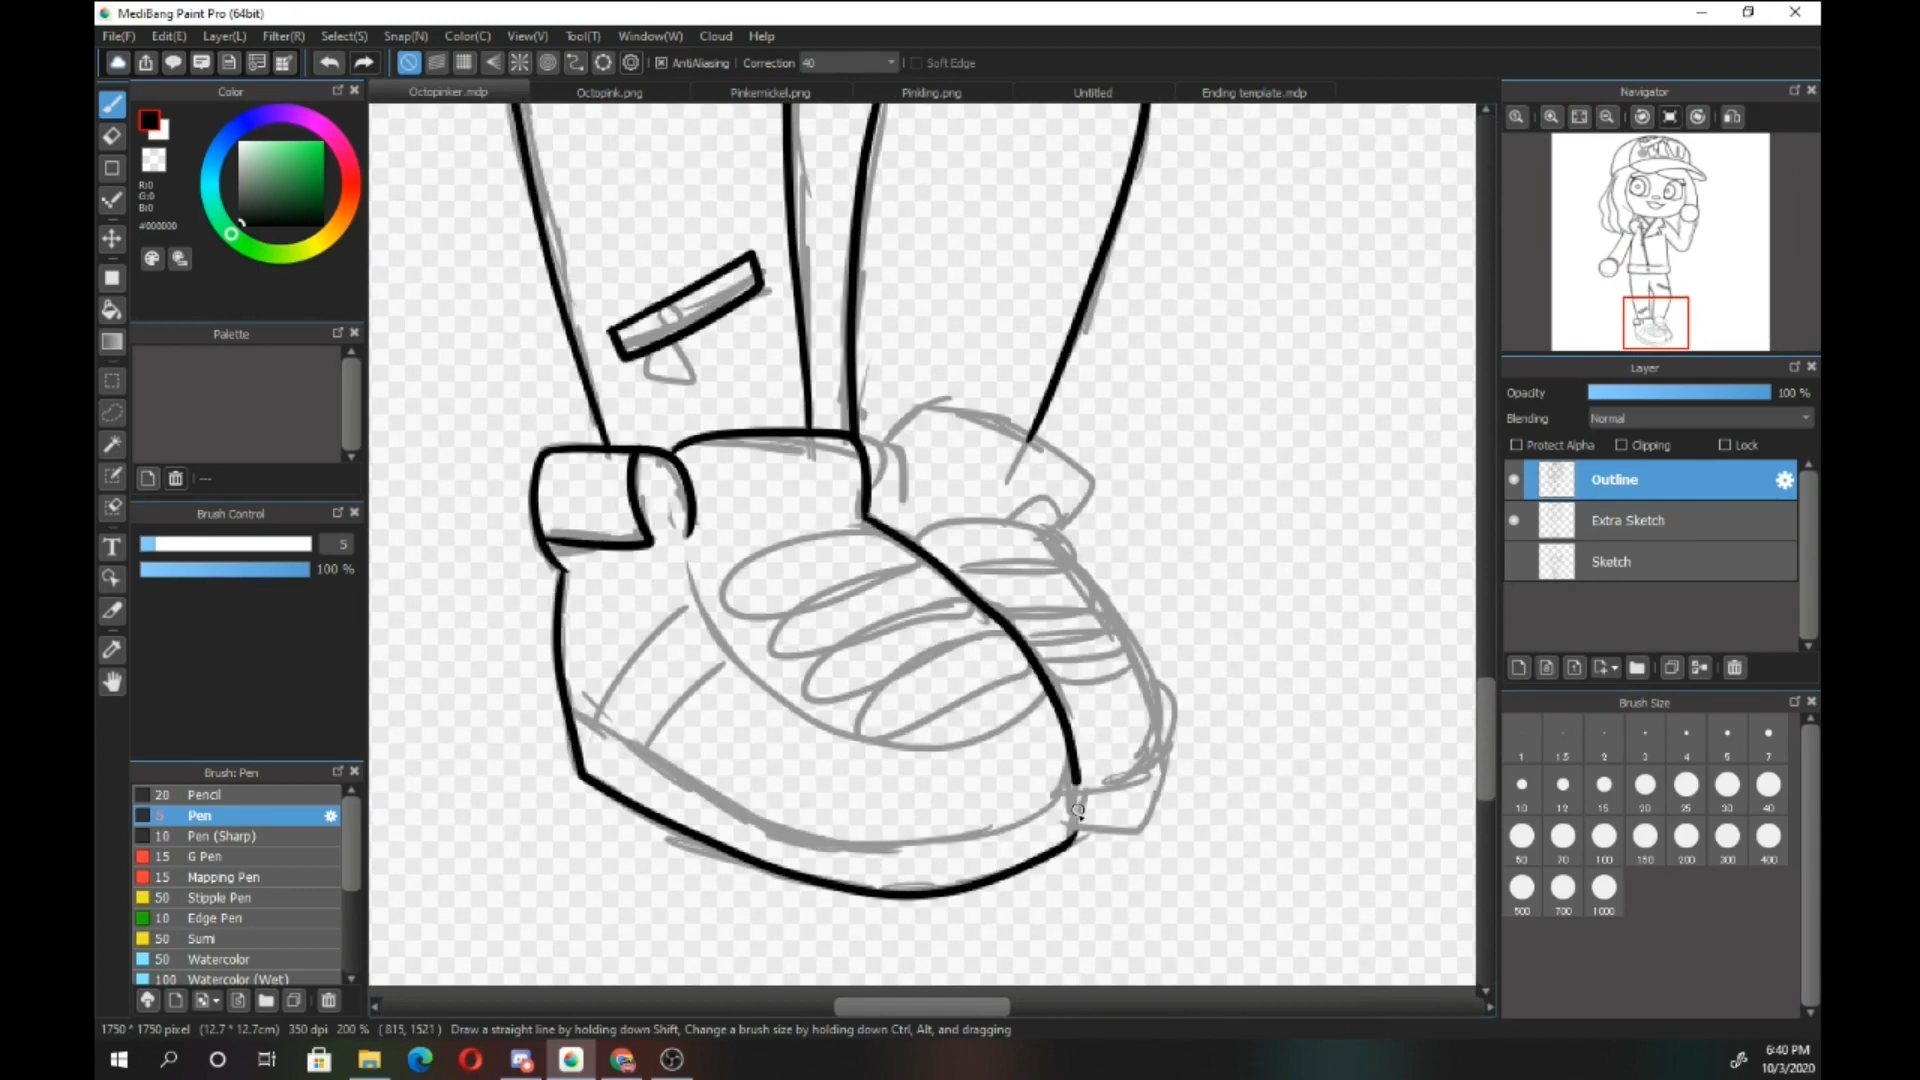 MediBang Paint Pro (64bit)
File(F) Edit(E) Layer(L) Filter(R) Select(S) Snap(N) Color(C) View(V) Tool(T) Window(W) Cloud Help
AntiAliasing Correction 40 Soft Edge
Color
Octopinker.mdp Octopink.png Pinkernickel.png Pinkling.png Untitled Ending template.mdp
Navigator
R:0
G:0
B:0
#000000
Palette
---
Brush Control
5
100 %
Brush: Pen
20 Pencil
5 Pen
10 Pen (Sharp)
15 G Pen
15 Mapping Pen
50 Stipple Pen
10 Edge Pen
50 Sumi
50 Watercolor
100 Watercolor (Wet)
Layer
Opacity 100 %
Blending Normal
Protect Alpha Clipping Lock
Outline
Extra Sketch
Sketch
Brush Size
1 1.5 2 3 4 5 7
10 12 15 20 25 30 40
50 70 100 150 200 300 400
500 700 1000
1750 * 1750 pixel (12.7 * 12.7cm) 350 dpi 200 % ( 815, 1521 ) Draw a straight line by holding down Shift, Change a brush size by holding down Ctrl, Alt, and dragging
6:40 PM
10/3/2020